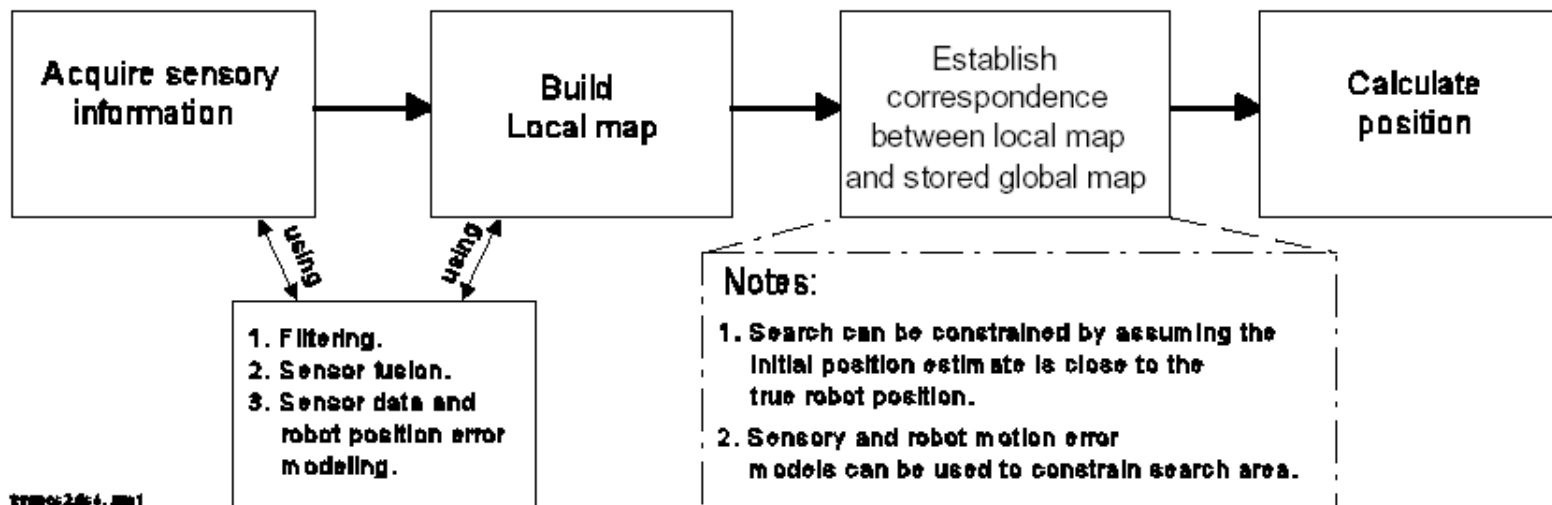 Acquire sensory
information
Build
Local map
Establish
correspondence
between local map
and stored global map
Calculate
position
using
using
1. Filtering.
2. Sensor fusion.
3. Sensor data and
robot position error
modeling.
Notes:
1. Search can be constrained by assuming the
initial position estimate is close to the
true robot position.
2. Sensory and robot motion error
models can be used to constrain search area.